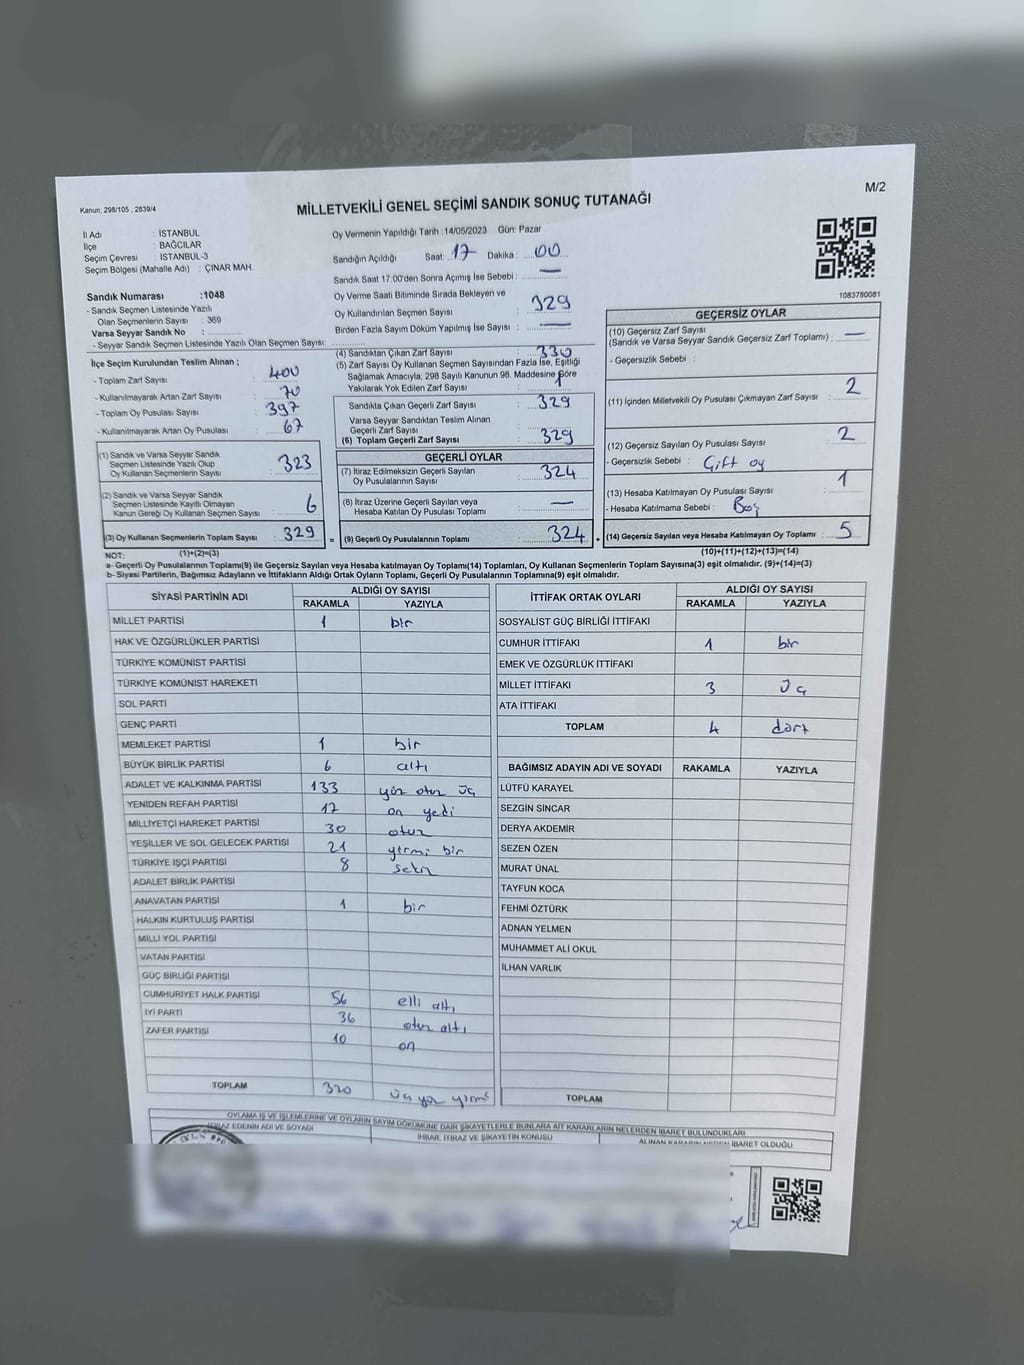 M/2
Kanun; 298/105 , 2839/4
MİLLETVEKİLİ GENEL SEÇİMİ SANDIK SONUÇ TUTANAĞI
İl Adı : İSTANBUL
İlçe : BAĞCILAR
Seçim Çevresi : İSTANBUL-3
Seçim Bölgesi (Mahalle Adı) : ÇINAR MAH.
Sandık Numarası : 1048
- Sandık Seçmen Listesinde Yazılı
Olan Seçmenlerin Sayısı : 369
Varsa Seyyar Sandık No :
- Seyyar Sandık Seçmen Listesinde Yazılı Olan Seçmen Sayısı:
Oy Vermenin Yapıldığı Tarih :14/05/2023 Gün: Pazar
Sandığın Açıldığı Saat: 17 Dakika : 00
Sandık Saat 17.00'den Sonra Açımış İse Sebebi : —
Oy Verme Saati Bitiminde Sırada Bekleyen ve
Oy Kullandırılan Seçmen Sayısı : 329
Birden Fazla Sayım Döküm Yapılmış İse Sayısı : —
1083780081
İlçe Seçim Kurulundan Teslim Alınan ;
- Toplam Zarf Sayısı : 400
- Kullanılmayarak Artan Zarf Sayısı : 70
- Toplam Oy Pusulası Sayısı : 397
- Kullanılmayarak Artan Oy Pusulası : 67
(4) Sandıktan Çıkan Zarf Sayısı : 330
(5) Zarf Sayısı Oy Kullanan Seçmen Sayısından Fazla İse, Eşitliği
Sağlamak Amacıyla, 298 Sayılı Kanunun 98. Maddesine Göre
Yakılarak Yok Edilen Zarf Sayısı : 1
Sandıkta Çıkan Geçerli Zarf Sayısı : 329
Varsa Seyyar Sandıktan Teslim Alınan
Geçerli Zarf Sayısı :
(6) Toplam Geçerli Zarf Sayısı : 329
GEÇERSİZ OYLAR
(10) Geçersiz Zarf Sayısı
(Sandık ve Varsa Seyyar Sandık Geçersiz Zarf Toplamı) : —
- Geçersizlik Sebebi :
(11) İçinden Milletvekili Oy Pusulası Çıkmayan Zarf Sayısı : 2
(12) Geçersiz Sayılan Oy Pusulası Sayısı : 2
- Geçersizlik Sebebi : Çift oy
(13) Hesaba Katılmayan Oy Pusulası Sayısı : 1
- Hesaba Katılmama Sebebi : Boş
(14) Geçersiz Sayılan veya Hesaba Katılmayan Oy Toplamı : 5
(1) Sandık ve Varsa Seyyar Sandık
Seçmen Listesinde Yazılı Olup
Oy Kullanan Seçmenlerin Sayısı : 323
(2) Sandık ve Varsa Seyyar Sandık
Seçmen Listesinde Kayıtlı Olmayan
Kanun Gereği Oy Kullanan Seçmen Sayısı : 6
(3) Oy Kullanan Seçmenlerin Toplam Sayısı : 329
GEÇERLİ OYLAR
(7) İtiraz Edilmeksizin Geçerli Sayılan
Oy Pusulalarının Sayısı : 324
(8) İtiraz Üzerine Geçerli Sayılan veya
Hesaba Katılan Oy Pusulası Toplamı : —
= (9) Geçerli Oy Pusulalarının Toplamı : 324 +
NOT: (1)+(2)=(3) (10)+(11)+(12)+(13)=(14)
a- Geçerli Oy Pusulalarının Toplamı(9) ile Geçersiz Sayılan veya Hesaba katılmayan Oy Toplamı(14) Toplamları, Oy Kullanan Seçmenlerin Toplam Sayısına(3) eşit olmalıdır. (9)+(14)=(3)
b- Siyasi Partilerin, Bağımsız Adayların ve İttifakların Aldığı Ortak Oyların Toplamı, Geçerli Oy Pusulalarının Toplamına(9) eşit olmalıdır.
SİYASİ PARTİNİN ADI ALDIĞI OY SAYISI
RAKAMLA YAZIYLA
MİLLET PARTİSİ 1 bir
HAK VE ÖZGÜRLÜKLER PARTİSİ
TÜRKİYE KOMÜNİST PARTİSİ
TÜRKİYE KOMÜNİST HAREKETİ
SOL PARTİ
GENÇ PARTİ
MEMLEKET PARTİSİ 1 bir
BÜYÜK BİRLİK PARTİSİ 6 altı
ADALET VE KALKINMA PARTİSİ 133 yüz otuz üç
YENİDEN REFAH PARTİSİ 17 on yedi
MİLLİYETÇİ HAREKET PARTİSİ 30 otuz
YEŞİLLER VE SOL GELECEK PARTİSİ 21 yirmi bir
TÜRKİYE İŞÇİ PARTİSİ 8 sekiz
ADALET BİRLİK PARTİSİ
ANAVATAN PARTİSİ 1 bir
HALKIN KURTULUŞ PARTİSİ
MİLLİ YOL PARTİSİ
VATAN PARTİSİ
GÜÇ BİRLİĞİ PARTİSİ
CUMHURİYET HALK PARTİSİ 56 elli altı
İYİ PARTİ 36 otuz altı
ZAFER PARTİSİ 10 on
TOPLAM 320 üç yüz yirmi
İTTİFAK ORTAK OYLARI ALDIĞI OY SAYISI
RAKAMLA YAZIYLA
SOSYALİST GÜÇ BİRLİĞİ İTTİFAKI
CUMHUR İTTİFAKI 1 bir
EMEK VE ÖZGÜRLÜK İTTİFAKI
MİLLET İTTİFAKI 3 üç
ATA İTTİFAKI
TOPLAM 4 dört
BAĞIMSIZ ADAYIN ADI VE SOYADI RAKAMLA YAZIYLA
LÜTFÜ KARAYEL
SEZGİN SİNCAR
DERYA AKDEMİR
SEZEN ÖZEN
MURAT ÜNAL
TAYFUN KOCA
FEHMİ ÖZTÜRK
ADNAN YELMEN
MUHAMMET ALİ OKUL
İLHAN VARLIK
TOPLAM
OYLAMA İŞ VE İŞLEMLERİNE VE OYLARIN SAYIM DÖKÜMÜNE DAİR ŞİKAYETLERLE BUNLARA AİT KARARLARIN NELERDEN İBARET BULUNDUKLARI
İTİRAZ EDENİN ADI VE SOYADI İHBAR, İTİRAZ VE ŞİKAYETİN KONUSU ALINAN KARARIN NEDEN İBARET OLDUĞU